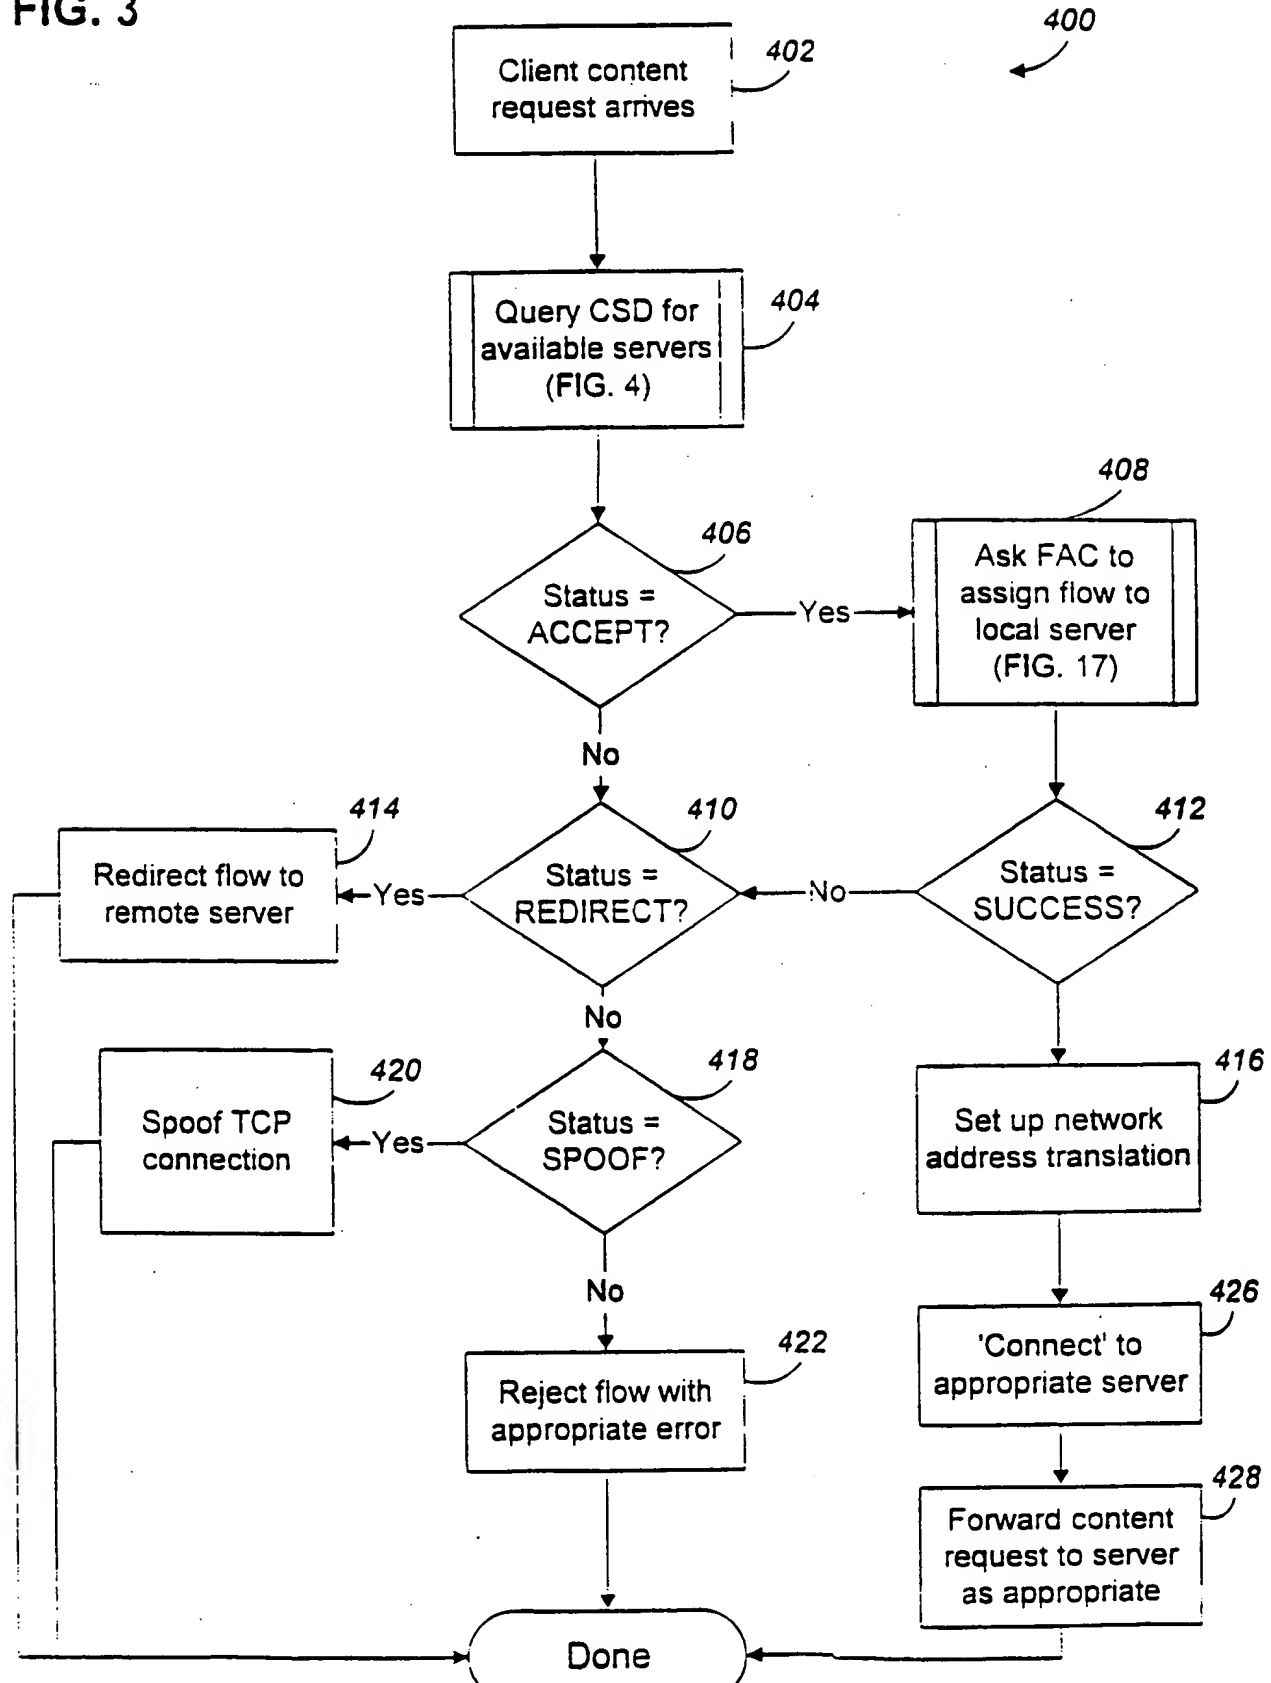 FIG. 3
400
Client content
request arrives
402
Query CSD for
available servers
(FIG. 4)
404
408
Status =
ACCEPT?
406
Yes
Ask FAC to
assign flow to
local server
(FIG. 17)
No
414
Redirect flow to
remote server
Yes
Status =
REDIRECT?
410
No
Status =
SUCCESS?
412
No
420
Spoof TCP
connection
Yes
Status =
SPOOF?
418
Set up network
address translation
416
No
'Connect' to
appropriate server
426
Reject flow with
appropriate error
422
Forward content
request to server
as appropriate
428
Done